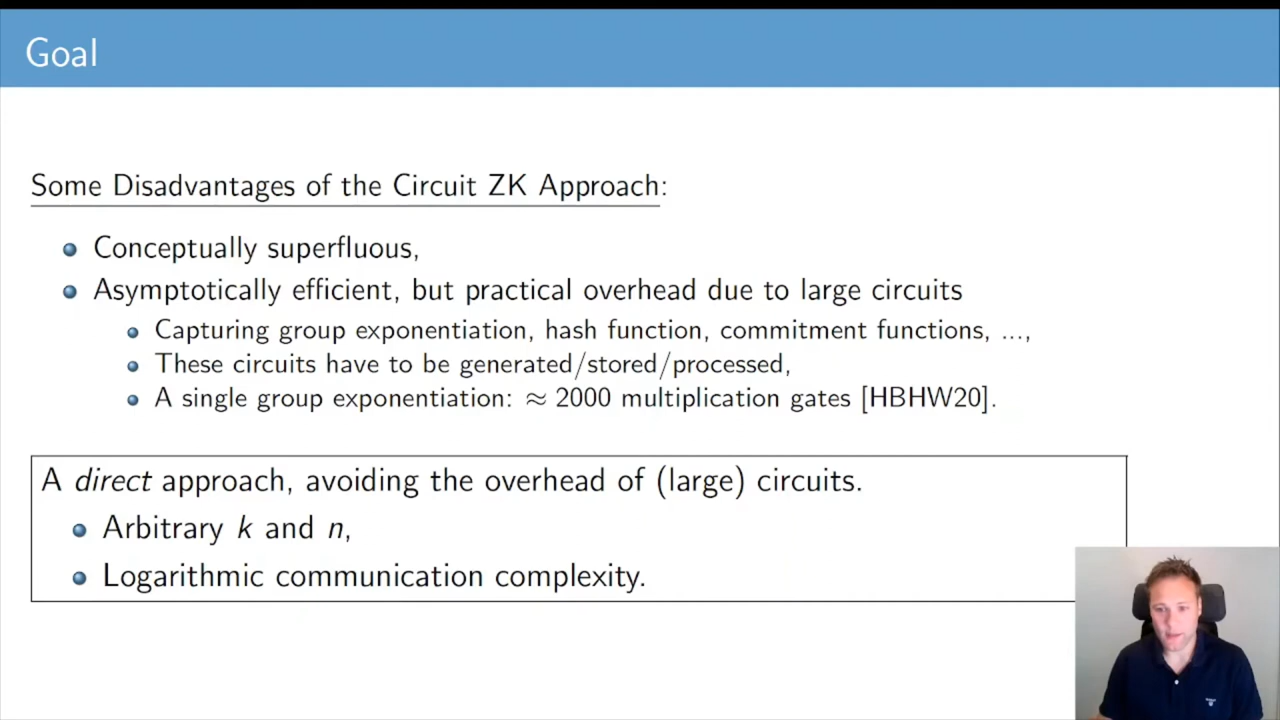 Goal
Some Disadvantages of the Circuit ZK Approach:
Conceptually superfluous,
Asymptotically efficient, but practical overhead due to large circuits
Capturing group exponentiation, hash function, commitment functions, ...,
These circuits have to be generated/stored/processed,
A single group exponentiation: ≈ 2000 multiplication gates [HBHW20].
A direct approach, avoiding the overhead of (large) circuits.
Arbitrary k and n,
Logarithmic communication complexity.